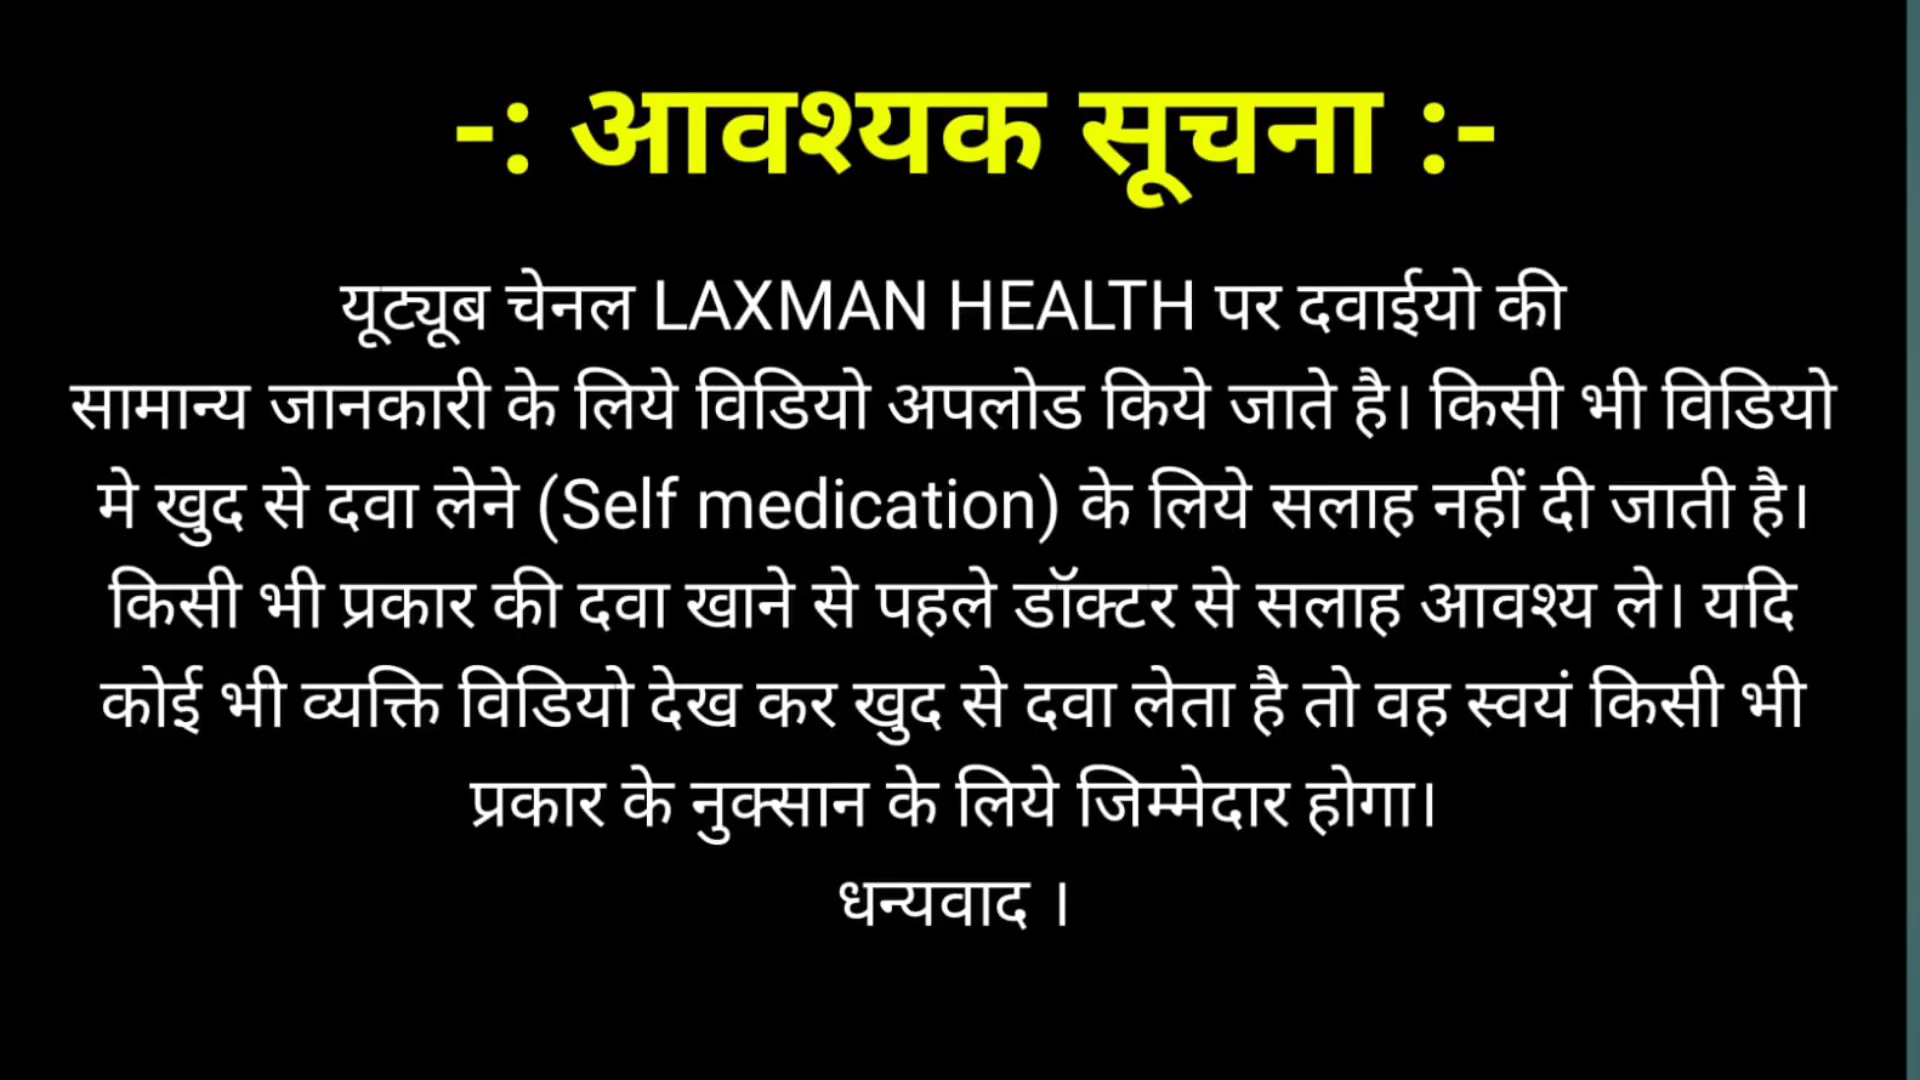 -: आवश्यक सूचना :-
यूट्यूब चेनल LAXMAN HEALTH पर दवाईयो की
सामान्य जानकारी के लिये विडियो अपलोड किये जाते है। किसी भी विडियो
मे खुद से दवा लेने (Self medication) के लिये सलाह नहीं दी जाती है।
किसी भी प्रकार की दवा खाने से पहले डॉक्टर से सलाह आवश्य ले। यदि
कोई भी व्यक्ति विडियो देख कर खुद से दवा लेता है तो वह स्वयं किसी भी
प्रकार के नुक्सान के लिये जिम्मेदार होगा।
धन्यवाद ।